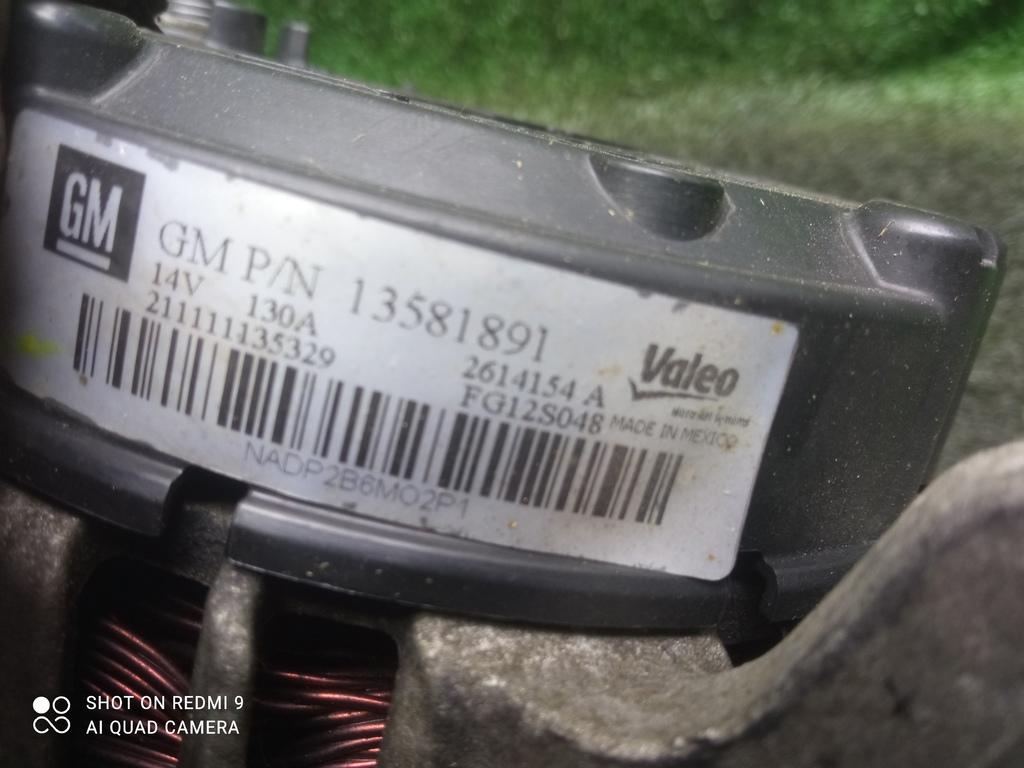 GM
GM P/N 13581891
14V 130A
211111135329
2614154 A
FG12S048
Valeo
MADE IN MEXICO
NADP2B6MO2P1
SHOT ON REDMI 9
AI QUAD CAMERA